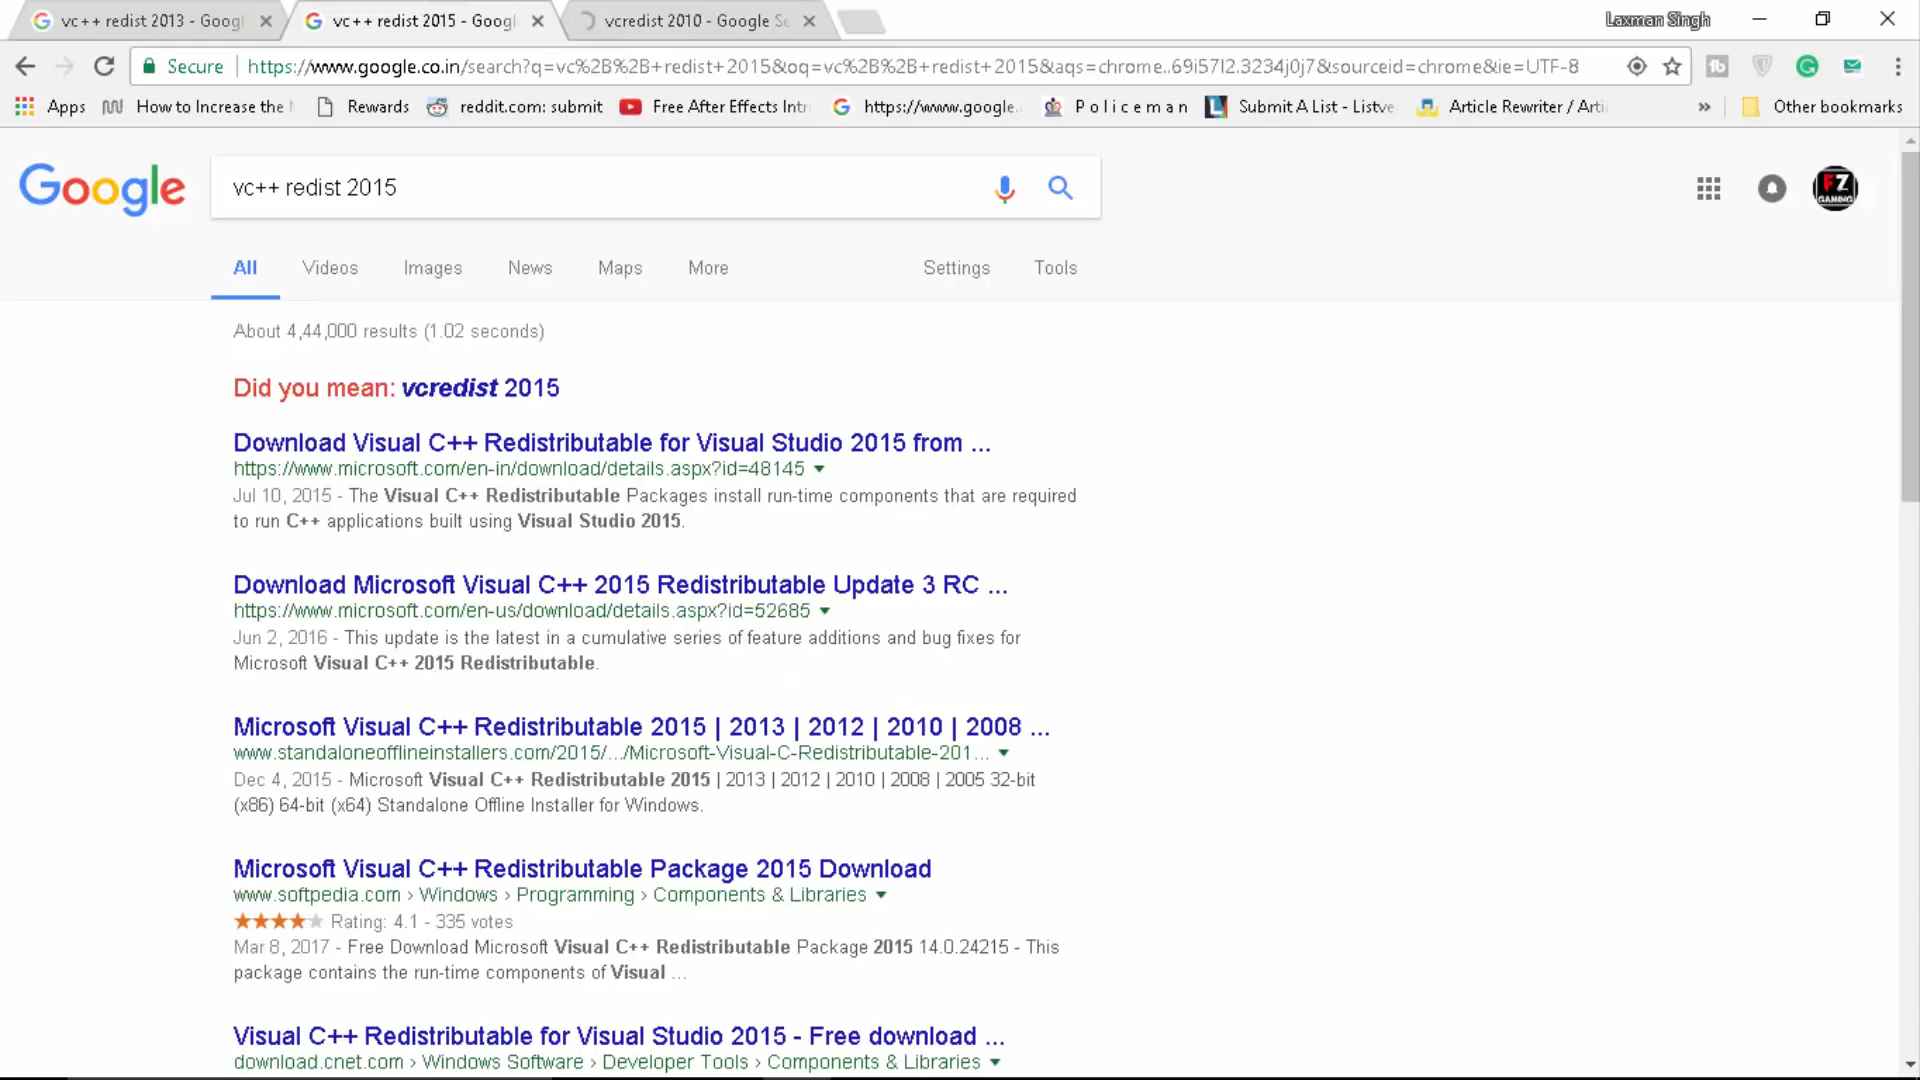 vc++ redist 2013 - Googl
vc++ redist 2015 - Googl
vcredist 2010 - Google Se
Laxman Singh
Secure
https://www.google.co.in/search?q=vc%2B%2B+redist+2015&oq=vc%2B%2B+redist+2015&aqs=chrome..69i57l2.3234j0j7&sourceid=chrome&ie=UTF-8
Apps
How to Increase the N
Rewards
reddit.com: submit
Free After Effects Intr
https://www.google.
P o l i c e m a n
Submit A List - Listve
Article Rewriter / Arti
»
Other bookmarks
Google
vc++ redist 2015
FZ
GAMING
All
Videos
Images
News
Maps
More
Settings
Tools
About 4,44,000 results (1.02 seconds)
Did you mean: vcredist 2015
Download Visual C++ Redistributable for Visual Studio 2015 from ...
https://www.microsoft.com/en-in/download/details.aspx?id=48145
Jul 10, 2015 - The Visual C++ Redistributable Packages install run-time components that are required
to run C++ applications built using Visual Studio 2015.
Download Microsoft Visual C++ 2015 Redistributable Update 3 RC ...
https://www.microsoft.com/en-us/download/details.aspx?id=52685
Jun 2, 2016 - This update is the latest in a cumulative series of feature additions and bug fixes for
Microsoft Visual C++ 2015 Redistributable.
Microsoft Visual C++ Redistributable 2015 | 2013 | 2012 | 2010 | 2008 ...
www.standaloneofflineinstallers.com/2015/.../Microsoft-Visual-C-Redistributable-201...
Dec 4, 2015 - Microsoft Visual C++ Redistributable 2015 | 2013 | 2012 | 2010 | 2008 | 2005 32-bit
(x86) 64-bit (x64) Standalone Offline Installer for Windows.
Microsoft Visual C++ Redistributable Package 2015 Download
www.softpedia.com › Windows › Programming › Components & Libraries
Rating: 4.1 - 335 votes
Mar 8, 2017 - Free Download Microsoft Visual C++ Redistributable Package 2015 14.0.24215 - This
package contains the run-time components of Visual ...
Visual C++ Redistributable for Visual Studio 2015 - Free download ...
download.cnet.com › Windows Software › Developer Tools › Components & Libraries